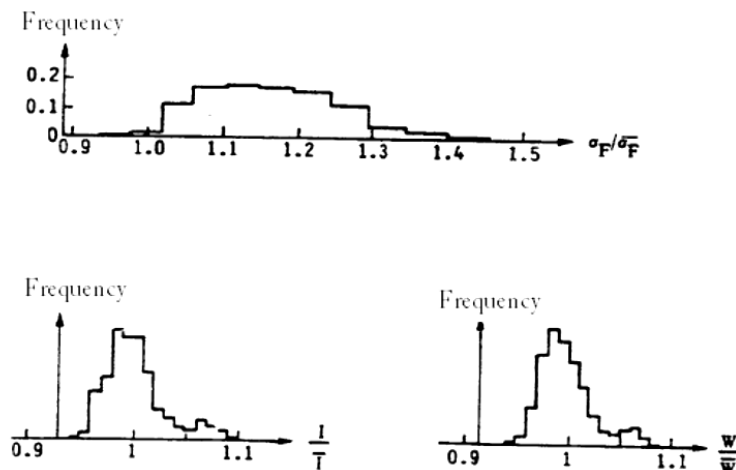 Frequency
0.2
0.1
0
0.9 1.0 1.1 1.2 1.3 1.4 1.5 σF/σF̅
Frequency
0.9 1 1.1 I/I̅
Frequency
0.9 1 1.1 W/W̅